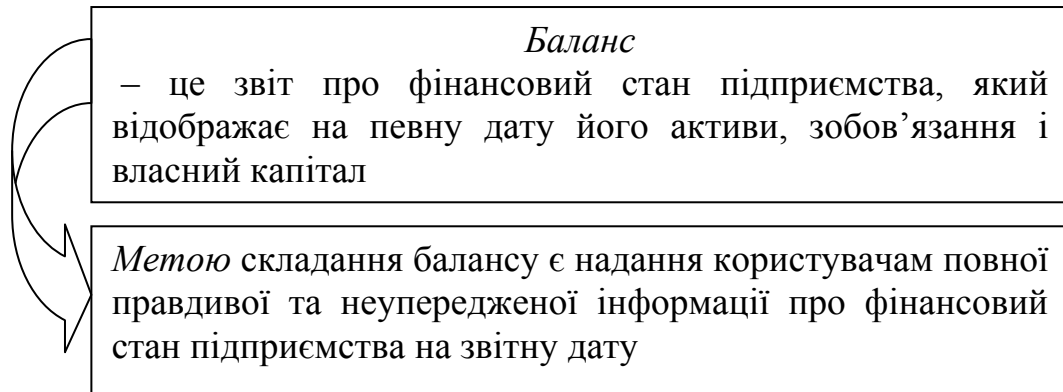 Баланс
– це звіт про фінансовий стан підприємства, який
відображає на певну дату його активи, зобов’язання і
власний капітал
Метою складання балансу є надання користувачам повної
правдивої та неупередженої інформації про фінансовий
стан підприємства на звітну дату